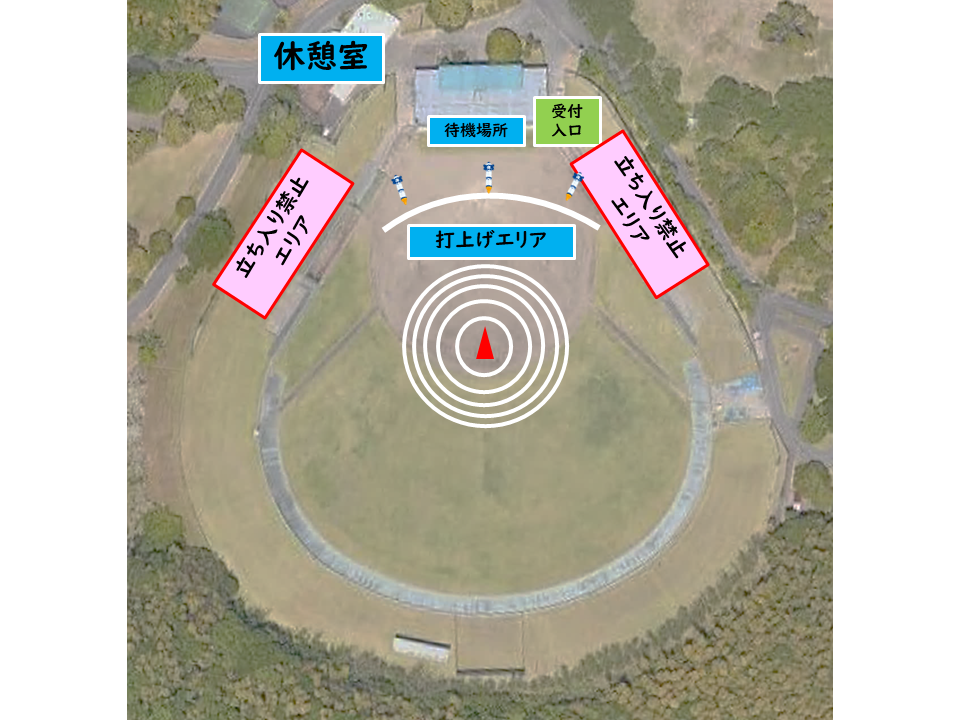 休憩室
受付
入口
待機場所
立ち入り禁止
エリア
立ち入り禁止
エリア
打上げエリア